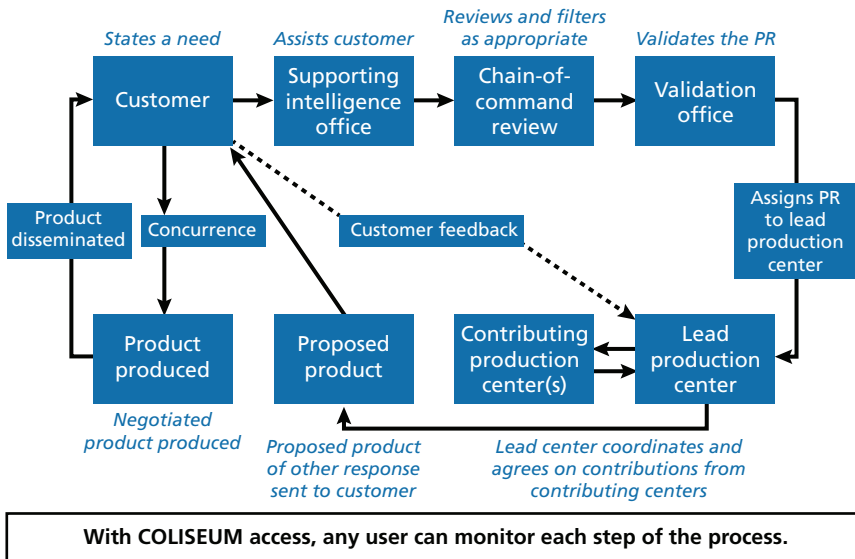 States a need
Assists customer
Reviews and filters
as appropriate
Validates the PR
Customer
Supporting
intelligence
office
Chain-of-
command
review
Validation
office
Product
disseminated
Concurrence
Customer feedback
Assigns PR
to lead
production
center
Product
produced
Proposed
product
Contributing
production
center(s)
Lead
production
center
Negotiated
product produced
Proposed product
of other response
sent to customer
Lead center coordinates and
agrees on contributions from
contributing centers
With COLISEUM access, any user can monitor each step of the process.